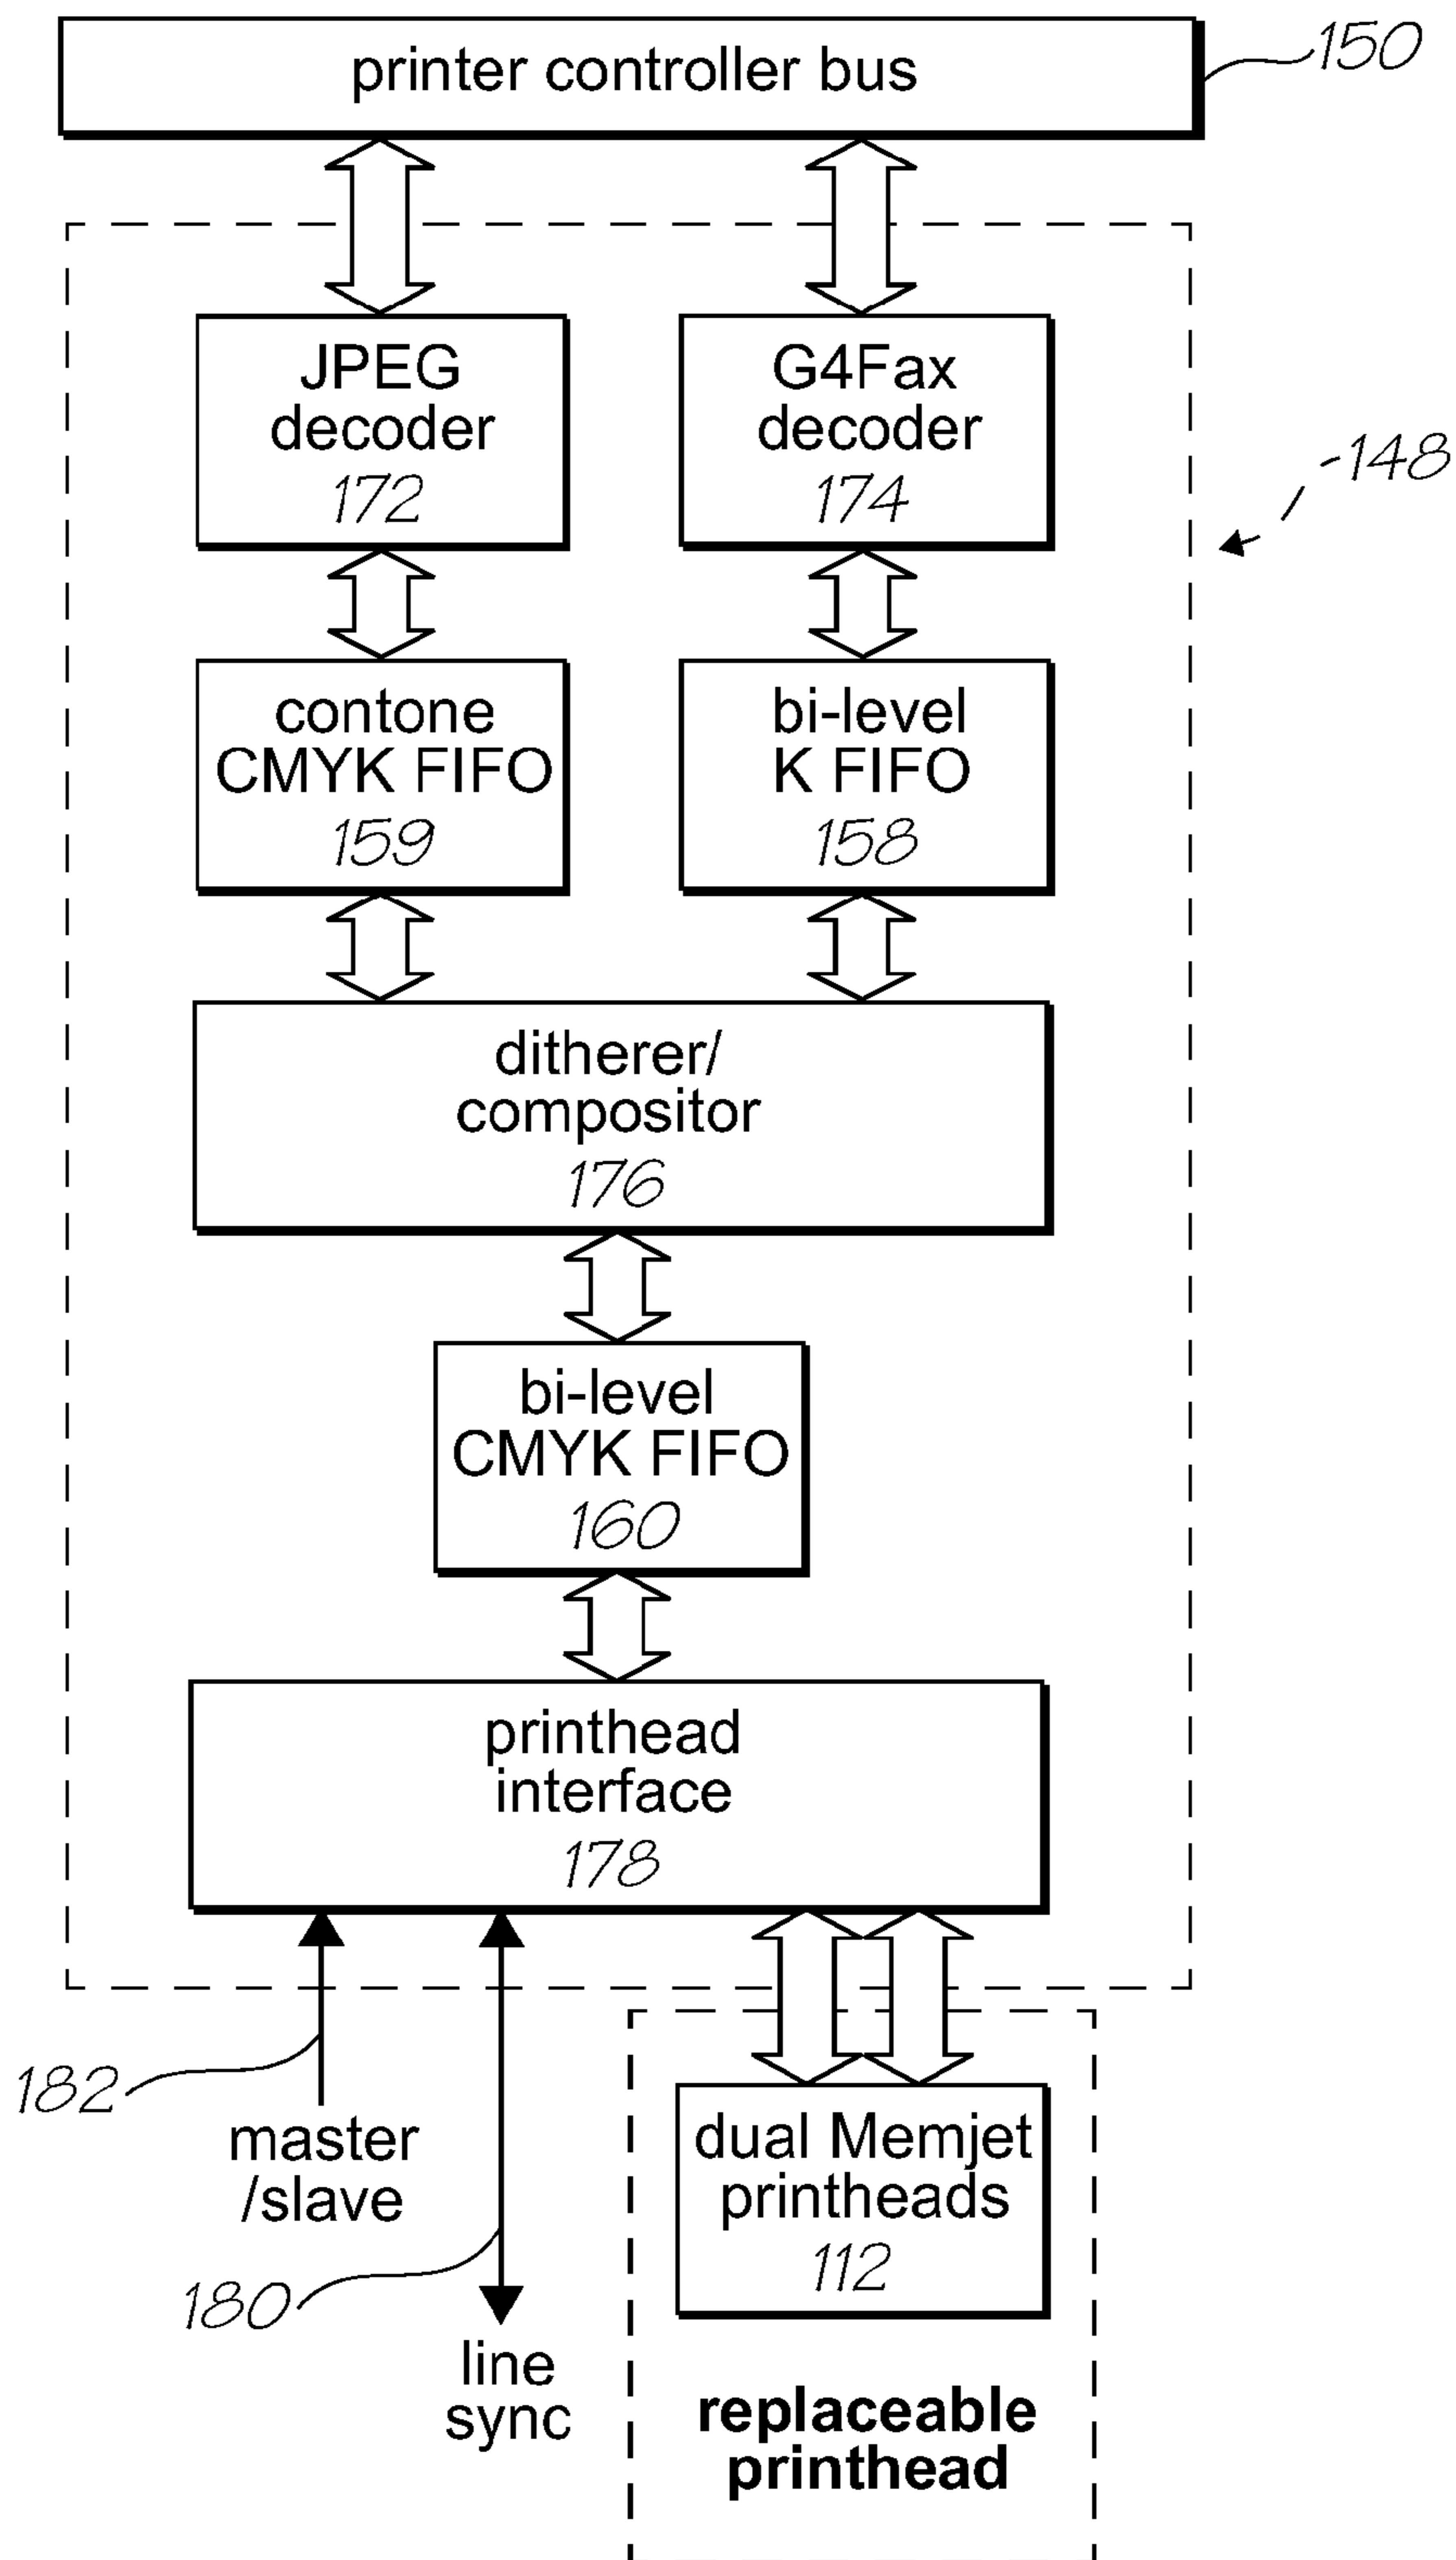 printer controller bus
150
JPEG
decoder
172
G4Fax
decoder
174
148
contone
CMYK FIFO
159
bi-level
K FIFO
158
ditherer/
compositor
176
bi-level
CMYK FIFO
160
printhead
interface
178
182
master
/slave
180
line
sync
dual Memjet
printheads
112
replaceable
printhead